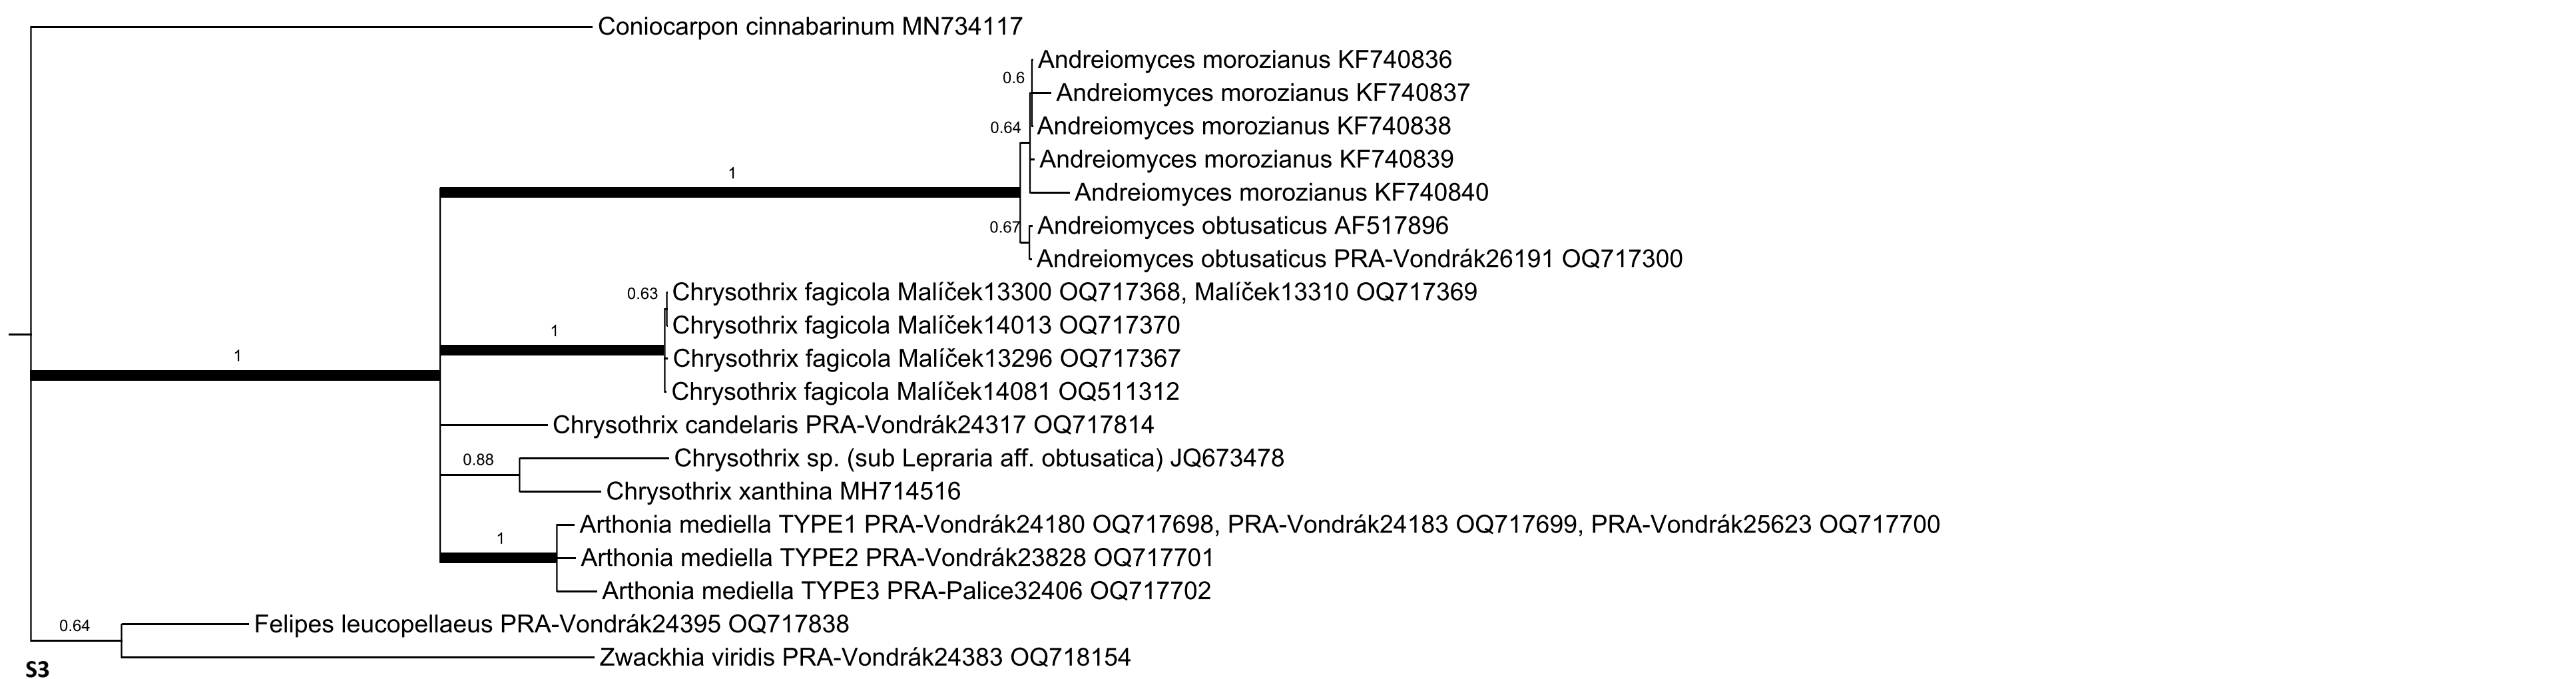 Coniocarpon cinnabarinum MN734117
Andreiomyces morozianus KF740836
0.6
Andreiomyces morozianus KF740837
0.64
Andreiomyces morozianus KF740838
Andreiomyces morozianus KF740839
1
Andreiomyces morozianus KF740840
0.67
Andreiomyces obtusaticus AF517896
Andreiomyces obtusaticus PRA-Vondrák26191 OQ717300
0.63
Chrysothrix fagicola Malíček13300 OQ717368, Malíček13310 OQ717369
Chrysothrix fagicola Malíček14013 OQ717370
1
Chrysothrix fagicola Malíček13296 OQ717367
1
Chrysothrix fagicola Malíček14081 OQ511312
Chrysothrix candelaris PRA-Vondrák24317 OQ717814
0.88
Chrysothrix sp. (sub Lepraria aff. obtusatica) JQ673478
Chrysothrix xanthina MH714516
Arthonia mediella TYPE1 PRA-Vondrák24180 OQ717698, PRA-Vondrák24183 OQ717699, PRA-Vondrák25623 OQ717700
1
Arthonia mediella TYPE2 PRA-Vondrák23828 OQ717701
Arthonia mediella TYPE3 PRA-Palice32406 OQ717702
0.64
Felipes leucopellaeus PRA-Vondrák24395 OQ717838
Zwackhia viridis PRA-Vondrák24383 OQ718154
S3